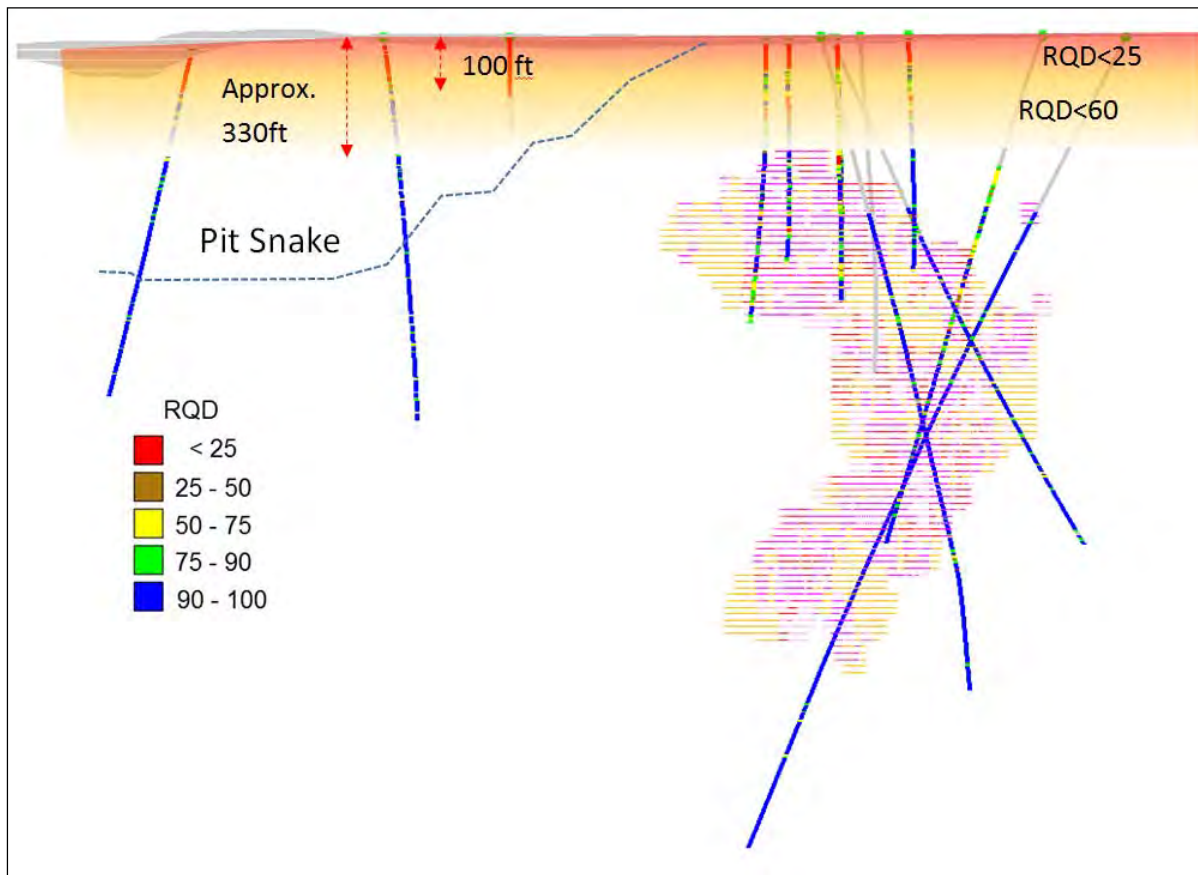 100 ft
RQD<25
Approx.
330ft
RQD<60
Pit Snake
RQD
< 25
25 - 50
50 - 75
75 - 90
90 - 100